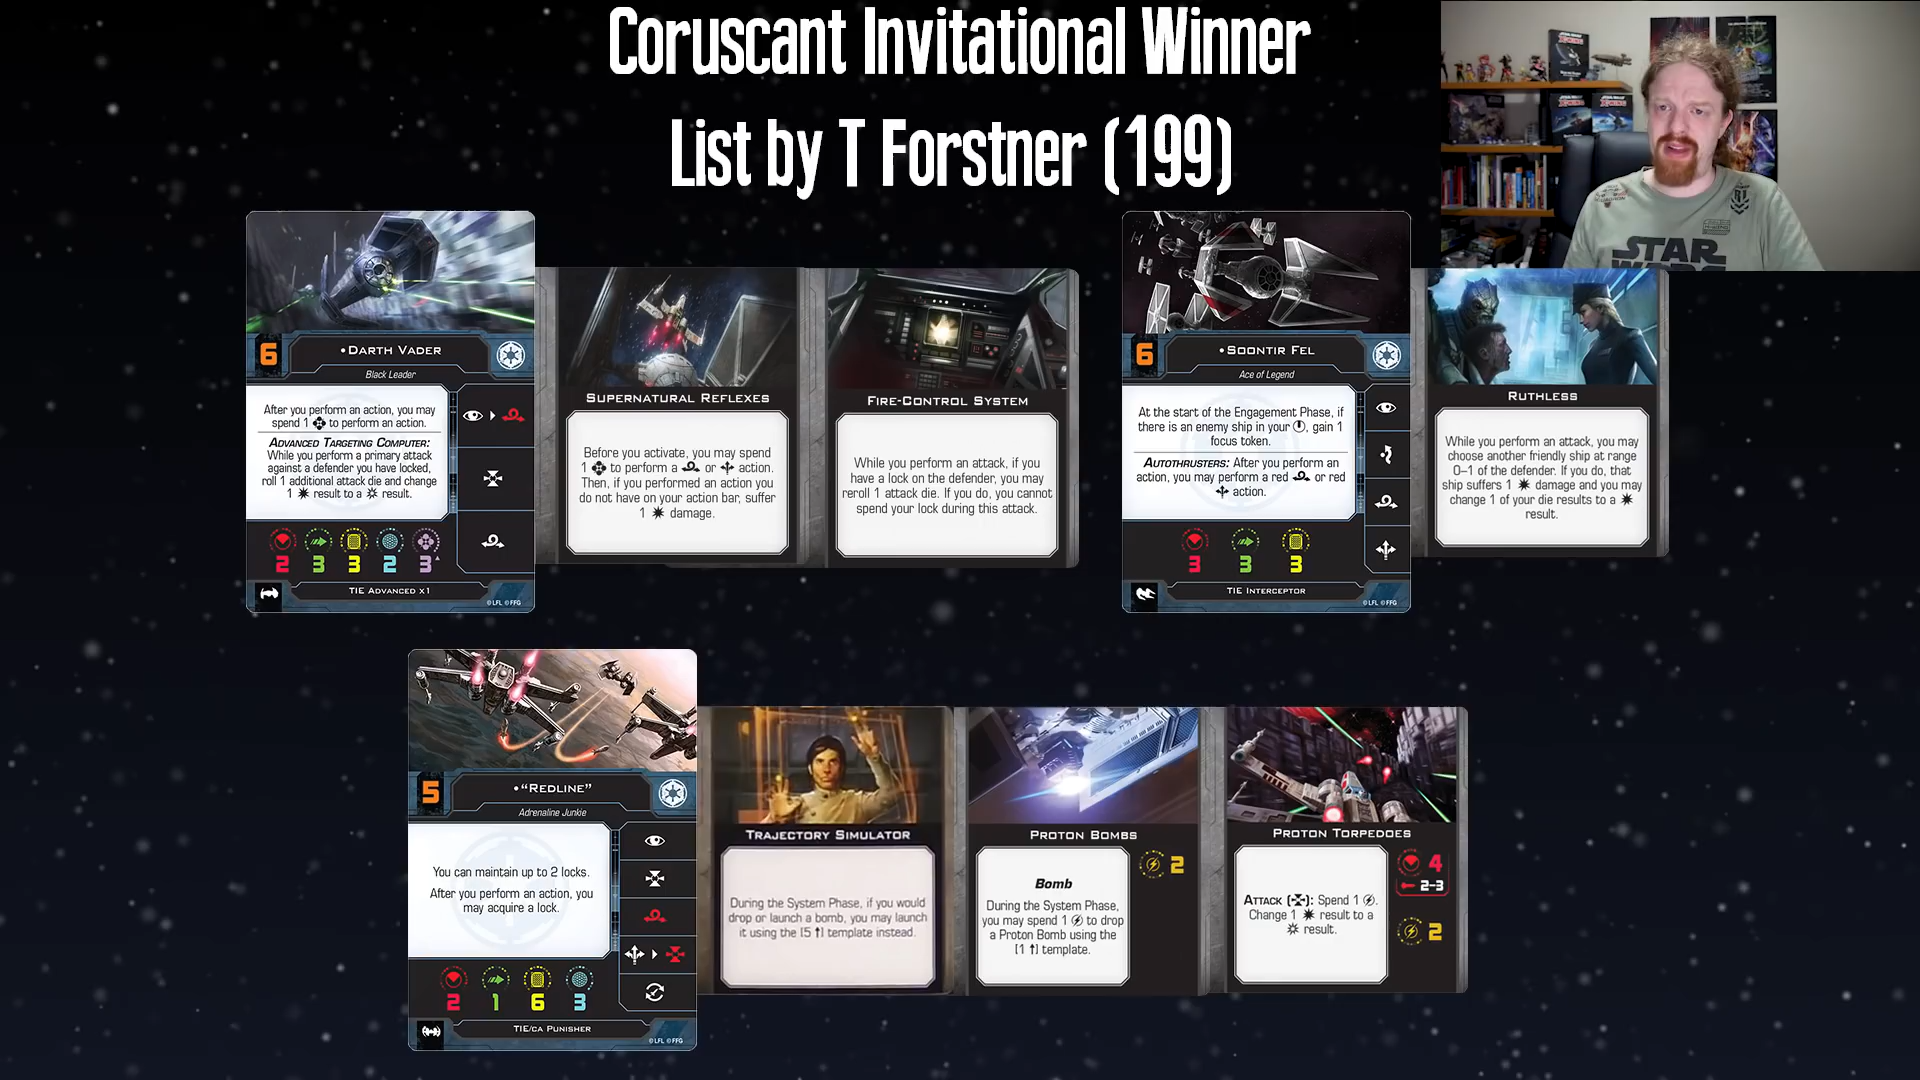 Coruscant Invitational Winner
List by T Forstner (199)
6
•Darth Vader
Black Leader
After you perform an action, you may
spend 1 to perform an action.
Advanced Targeting Computer:
While you perform a primary attack
against a defender you have locked,
roll 1 additional attack die and change
1 result to a result.
2 3 3 2 3
TIE Advanced x1
©LFL ©FFG
Supernatural Reflexes
Before you activate, you may spend
1 to perform a or action.
Then, if you performed an action you
do not have on your action bar, suffer
1 damage.
Fire-Control System
While you perform an attack, if you
have a lock on the defender, you may
reroll 1 attack die. If you do, you cannot
spend your lock during this attack.
6
•Soontir Fel
Ace of Legend
At the start of the Engagement Phase, if
there is an enemy ship in your , gain 1
focus token.
Autothrusters: After you perform an
action, you may perform a red or red
action.
3 3 3
TIE Interceptor
©LFL ©FFG
Ruthless
While you perform an attack, you may
choose another friendly ship at range
0–1 of the defender. If you do, that
ship suffers 1 damage and you may
change 1 of your die results to a
result.
STAR
WARS
5
•“Redline”
Adrenaline Junkie
You can maintain up to 2 locks.
After you perform an action, you
may acquire a lock.
2 1 6 3
TIE/ca Punisher
©LFL ©FFG
Trajectory Simulator
During the System Phase, if you would
drop or launch a bomb, you may launch
it using the [5 ] template instead.
Proton Bombs
2
Bomb
During the System Phase,
you may spend 1 to drop
a Proton Bomb using the
[1 ] template.
Proton Torpedoes
4
2–3
2
Attack ( ): Spend 1 .
Change 1 result to a
result.